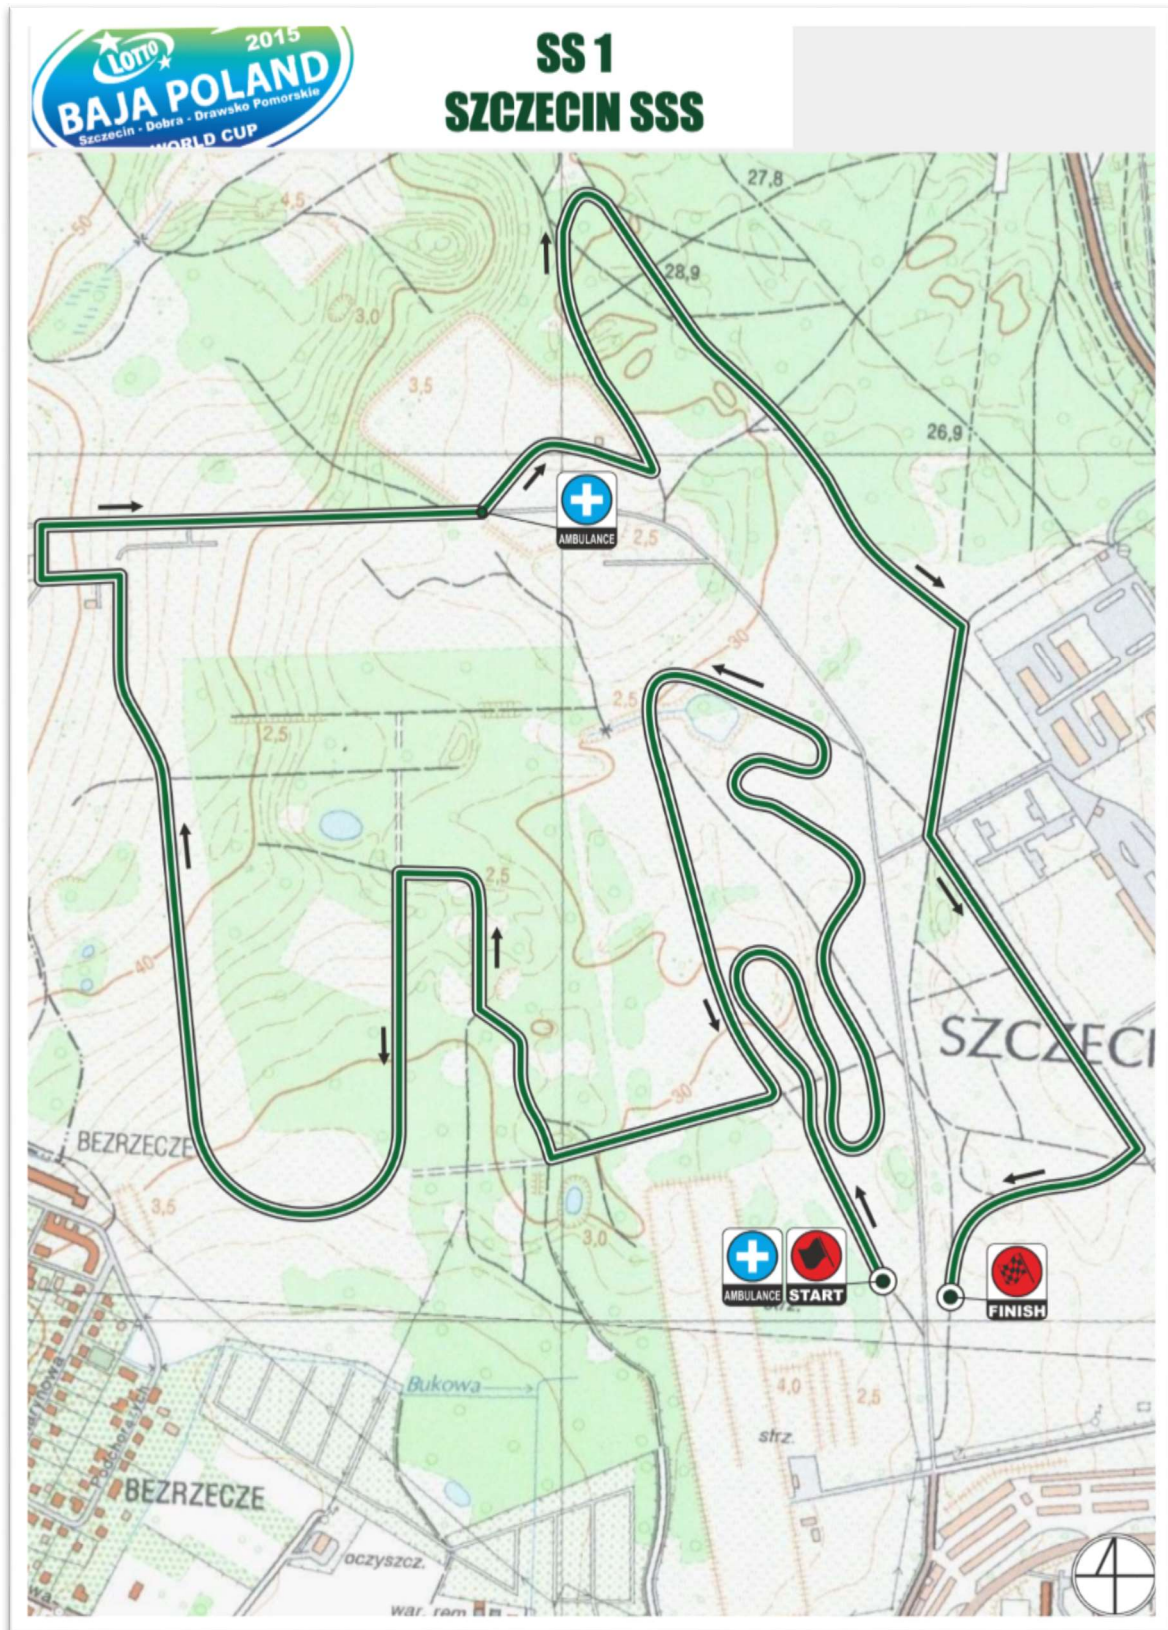 2015
LOTTO
BAJA POLAND
Szczecin - Dobra - Drawsko Pomorskie
WORLD CUP
SS 1
SZCZECIN SSS
27,8
50
4,5
28,9
3,0
3,5
26,9
AMBULANCE
2,5
30
2,5
2,5
2,5
40
SZCZECI
30
BEZRZECZE
3,5
3,0
AMBULANCE
START
FINISH
strz.
Bukowa
4,0
2,5
strz.
Podchorążych
BEZRZECZE
oczyszcz.
war. rem.